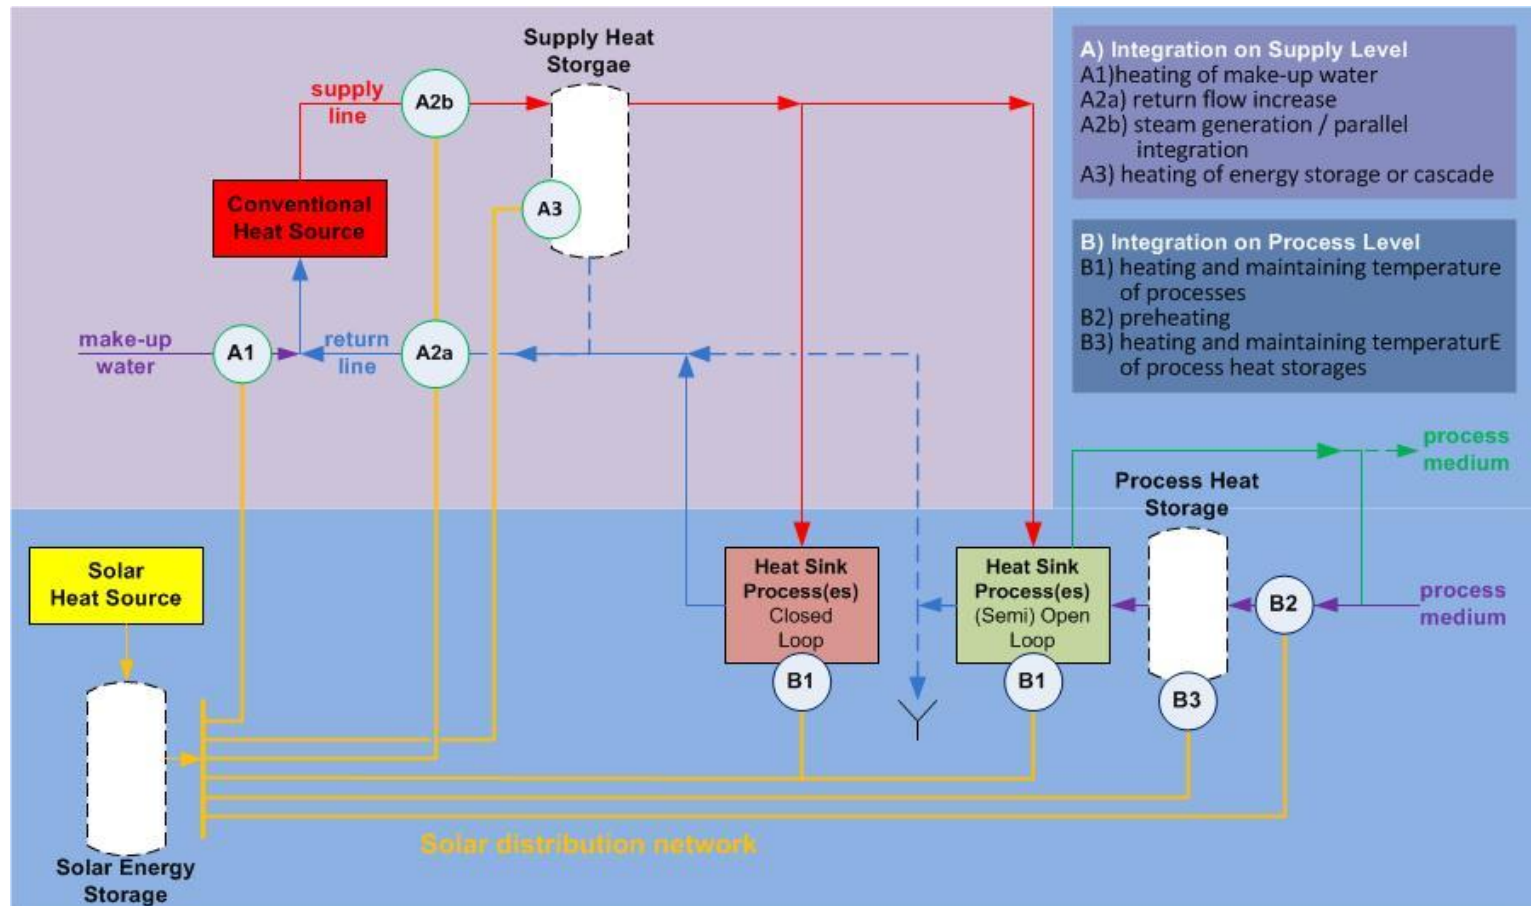 Supply Heat
Storgae
supply
line
A2b
A3
Conventional
Heat Source
make-up
water
A1
return
line
A2a
A) Integration on Supply Level
A1)heating of make-up water
A2a) return flow increase
A2b) steam generation / parallel
integration
A3) heating of energy storage or cascade
B) Integration on Process Level
B1) heating and maintaining temperature
of processes
B2) preheating
B3) heating and maintaining temperaturE
of process heat storages
process
medium
Process Heat
Storage
Solar
Heat Source
Heat Sink
Process(es)
Closed
Loop
B1
Heat Sink
Process(es)
(Semi) Open
Loop
B1
B3
B2
process
medium
Solar distribution network
Solar Energy
Storage